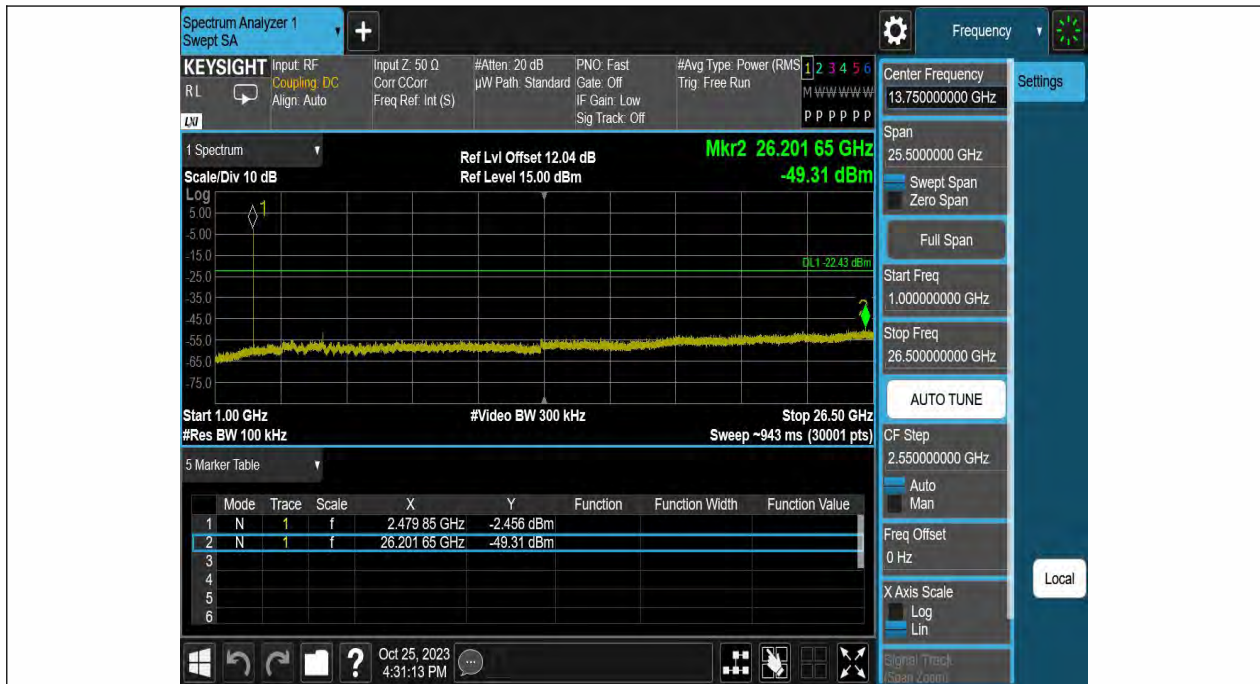 Spectrum Analyzer 1
Swept SA
+
Frequency
KEYSIGHT
RL
LXI
Input: RF
Coupling: DC
Align: Auto
Input Z: 50 Ω
Corr CCorr
Freq Ref: Int (S)
#Atten: 20 dB
µW Path: Standard
PNO: Fast
Gate: Off
IF Gain: Low
Sig Track: Off
#Avg Type: Power (RMS
Trig: Free Run
1 2 3 4 5 6
M W W W W W
P P P P P P
1 Spectrum
Scale/Div 10 dB
Ref Lvl Offset 12.04 dB
Ref Level 15.00 dBm
Mkr2 26.201 65 GHz
-49.31 dBm
Log
5.00
-5.00
-15.0
-25.0
-35.0
-45.0
-55.0
-65.0
-75.0
1
DL1 -22.43 dBm
2
Start 1.00 GHz
#Video BW 300 kHz
Stop 26.50 GHz
#Res BW 100 kHz
Sweep ~943 ms (30001 pts)
5 Marker Table
Mode Trace Scale X Y Function Function Width Function Value
1 N 1 f 2.479 85 GHz -2.456 dBm
2 N 1 f 26.201 65 GHz -49.31 dBm
3
4
5
6
?
Oct 25, 2023
4:31:13 PM
Center Frequency
13.750000000 GHz
Settings
Span
25.5000000 GHz
Swept Span
Zero Span
Full Span
Start Freq
1.000000000 GHz
Stop Freq
26.500000000 GHz
AUTO TUNE
CF Step
2.550000000 GHz
Auto
Man
Freq Offset
0 Hz
X Axis Scale
Log
Lin
Signal Track
(Span Zoom)
Local